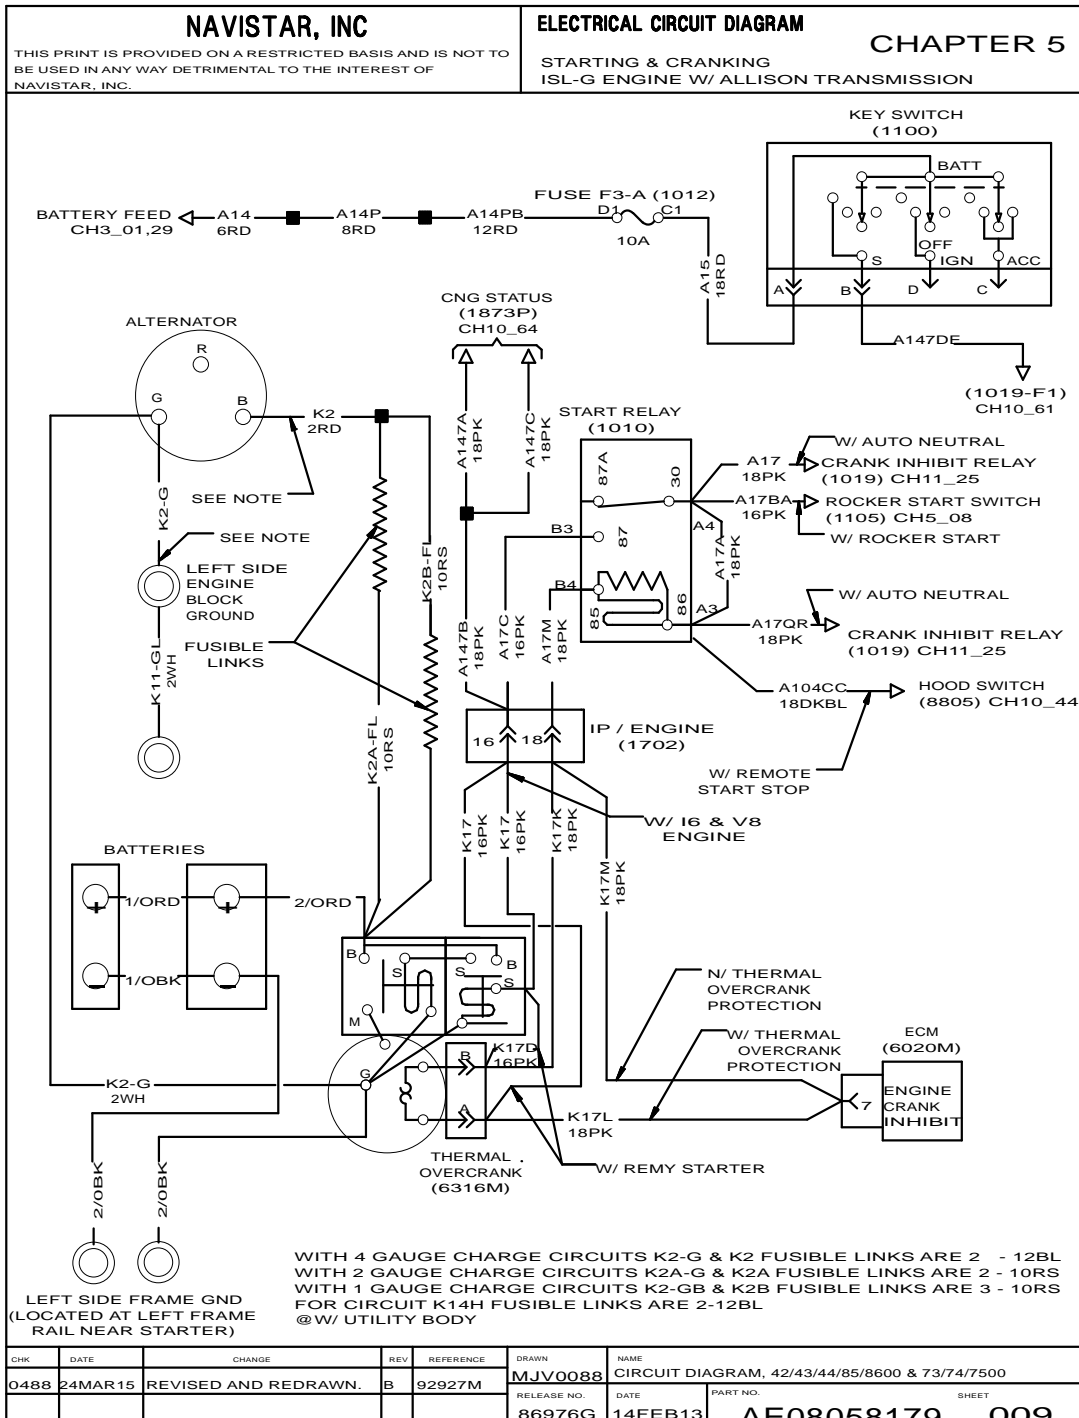 NAVISTAR, INC
THIS PRINT IS PROVIDED ON A RESTRICTED BASIS AND IS NOT TO
BE USED IN ANY WAY DETRIMENTAL TO THE INTEREST OF
NAVISTAR, INC.
ELECTRICAL CIRCUIT DIAGRAM
CHAPTER 5
STARTING & CRANKING
ISL-G ENGINE W/ ALLISON TRANSMISSION
KEY SWITCH
(1100)
BATT
OFF
S
IGN
ACC
A
B
D
C
BATTERY FEED
CH3_01,29
A14
6RD
A14P
8RD
A14PB
12RD
FUSE F3-A (1012)
D1
C1
10A
A15
18RD
A147DE
(1019-F1)
CH10_61
CNG STATUS
(1873P)
CH10_64
A147A
18PK
A147C
18PK
ALTERNATOR
R
G
B
K2
2RD
SEE NOTE
K2-G
SEE NOTE
LEFT SIDE
ENGINE
BLOCK
GROUND
FUSIBLE
LINKS
K11-GL
2WH
K2B-FL
10RS
K2A-FL
10RS
START RELAY
(1010)
87A
30
B3
87
A4
B4
85
86
A3
A17A
18PK
A17
18PK
W/ AUTO NEUTRAL
CRANK INHIBIT RELAY
(1019) CH11_25
A17BA
16PK
ROCKER START SWITCH
(1105) CH5_08
W/ ROCKER START
W/ AUTO NEUTRAL
A17QR
18PK
CRANK INHIBIT RELAY
(1019) CH11_25
A104CC
18DKBL
HOOD SWITCH
(8805) CH10_44
W/ REMOTE
START STOP
A147B
18PK
A17C
16PK
A17M
18PK
16
18
IP / ENGINE
(1702)
W/ I6 & V8
ENGINE
K17
16PK
K17
16PK
K17K
18PK
K17M
18PK
BATTERIES
1/ORD
2/ORD
1/OBK
B
S
S
B
S
M
G
B
A
K17D
16PK
N/ THERMAL
OVERCRANK
PROTECTION
W/ THERMAL
OVERCRANK
PROTECTION
ECM
(6020M)
7
ENGINE
CRANK
INHIBIT
K17L
18PK
K2-G
2WH
THERMAL .
OVERCRANK
(6316M)
W/ REMY STARTER
2/0BK
2/0BK
LEFT SIDE FRAME GND
(LOCATED AT LEFT FRAME
RAIL NEAR STARTER)
WITH 4 GAUGE CHARGE CIRCUITS K2-G & K2 FUSIBLE LINKS ARE 2 - 12BL
WITH 2 GAUGE CHARGE CIRCUITS K2A-G & K2A FUSIBLE LINKS ARE 2 - 10RS
WITH 1 GAUGE CHARGE CIRCUITS K2-GB & K2B FUSIBLE LINKS ARE 3 - 10RS
FOR CIRCUIT K14H FUSIBLE LINKS ARE 2-12BL
@W/ UTILITY BODY
CHK DATE CHANGE REV REFERENCE
0488 24MAR15 REVISED AND REDRAWN. B 92927M
DRAWN
MJV0088
NAME
CIRCUIT DIAGRAM, 42/43/44/85/8600 & 73/74/7500
RELEASE NO. DATE PART NO. SHEET
86976G 14FEB13 AE08058179 009